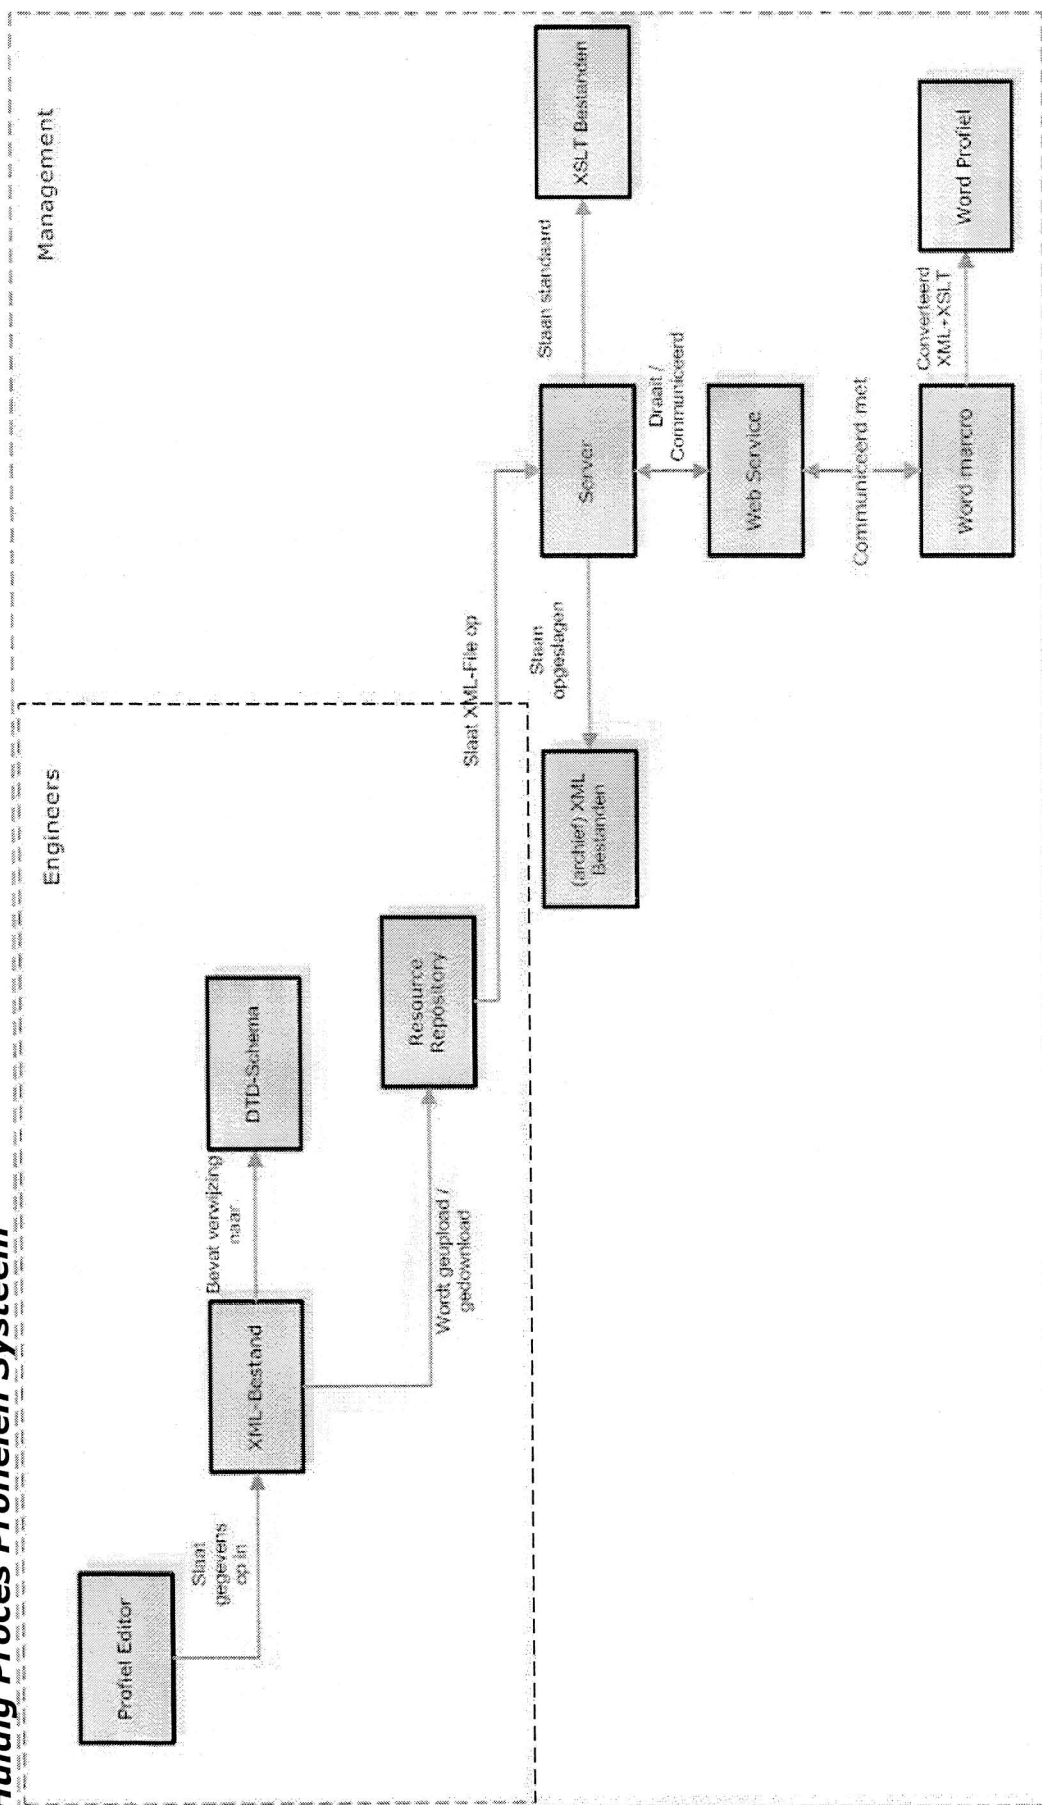 Huidig Proces Profielen Systeem
Engineers
Management
Profiel Editor
Slaat
gegevens
op in
XML-Bestand
Bevat verwijzing
naar
DTD-Schema
Wordt geupload /
gedownload
Resource
Repository
Slaat XML-File op
(archief) XML
Bestanden
Staan
opgeslagen
Server
Staan standaard
XSLT Bestanden
Draait /
Communiceerd
Web Service
Communiceerd met
Word marcro
Converteerd
XML+XSLT
Word Profiel